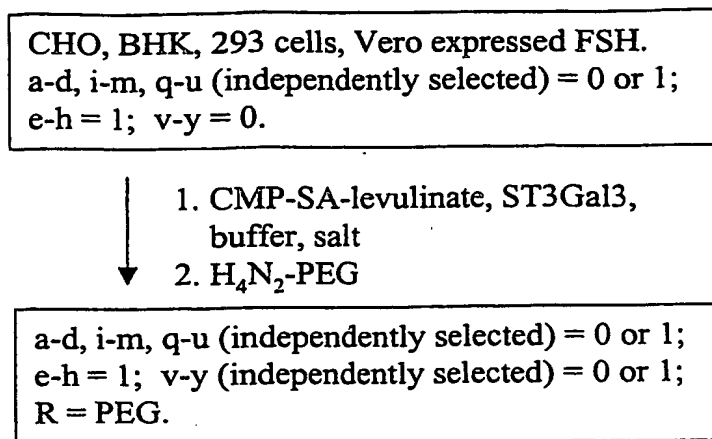 CHO, BHK, 293 cells, Vero expressed FSH.
a-d, i-m, q-u (independently selected) = 0 or 1;
e-h = 1; v-y = 0.
1. CMP-SA-levulinate, ST3Gal3,
buffer, salt
2. H₄N₂-PEG
a-d, i-m, q-u (independently selected) = 0 or 1;
e-h = 1; v-y (independently selected) = 0 or 1;
R = PEG.